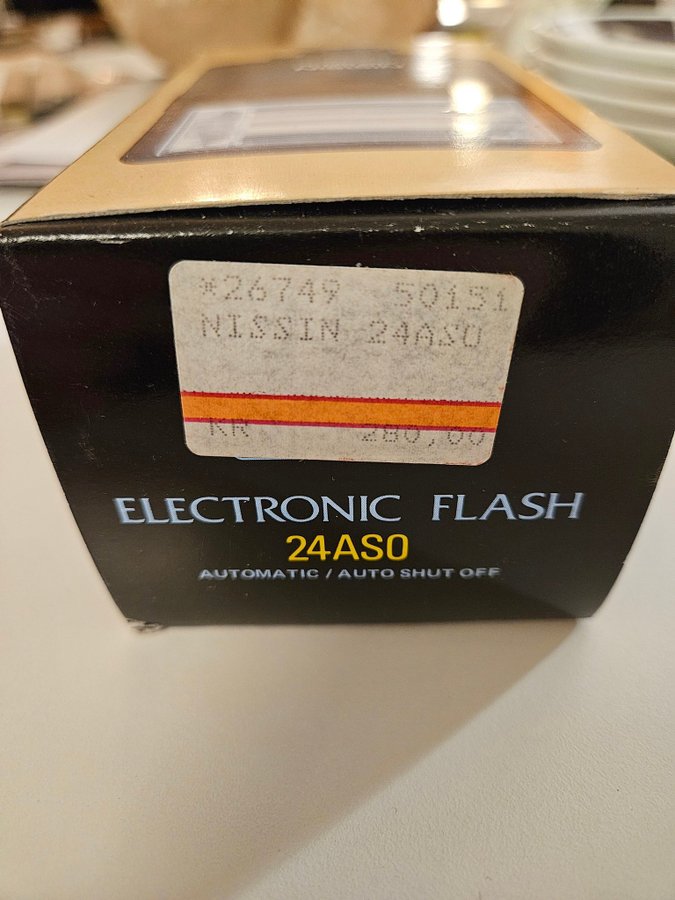 *26749 50151
NISSIN 24ASO
KR 280,00
ELECTRONIC FLASH
24ASO
AUTOMATIC / AUTO SHUT OFF